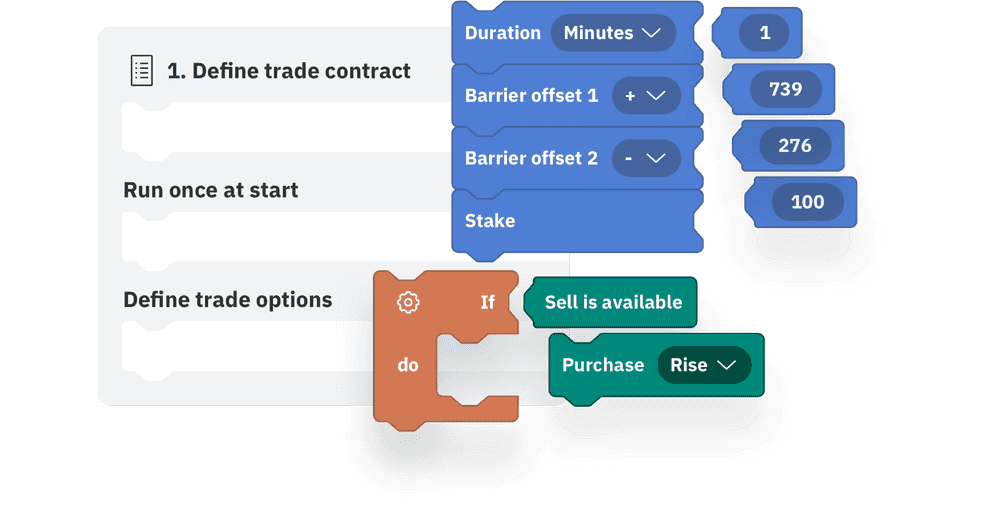 1. Define trade contract
Run once at start
Define trade options
Duration Minutes 1
Barrier offset 1 + 739
Barrier offset 2 - 276
Stake 100
If Sell is available
do Purchase Rise